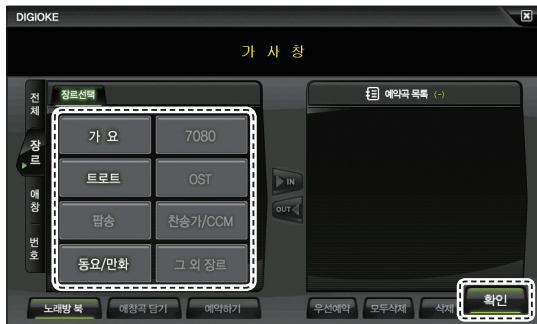 DIGIOKE
가 사 창
전체
장르
애창
번호
장르선택
가 요
7080
트로트
OST
팝송
찬송가/CCM
동요/만화
그 외 장르
IN
OUT
예약곡 목록 (-)
노래방 북
애창곡 담기
예약하기
우선예약
모두삭제
삭제
확인